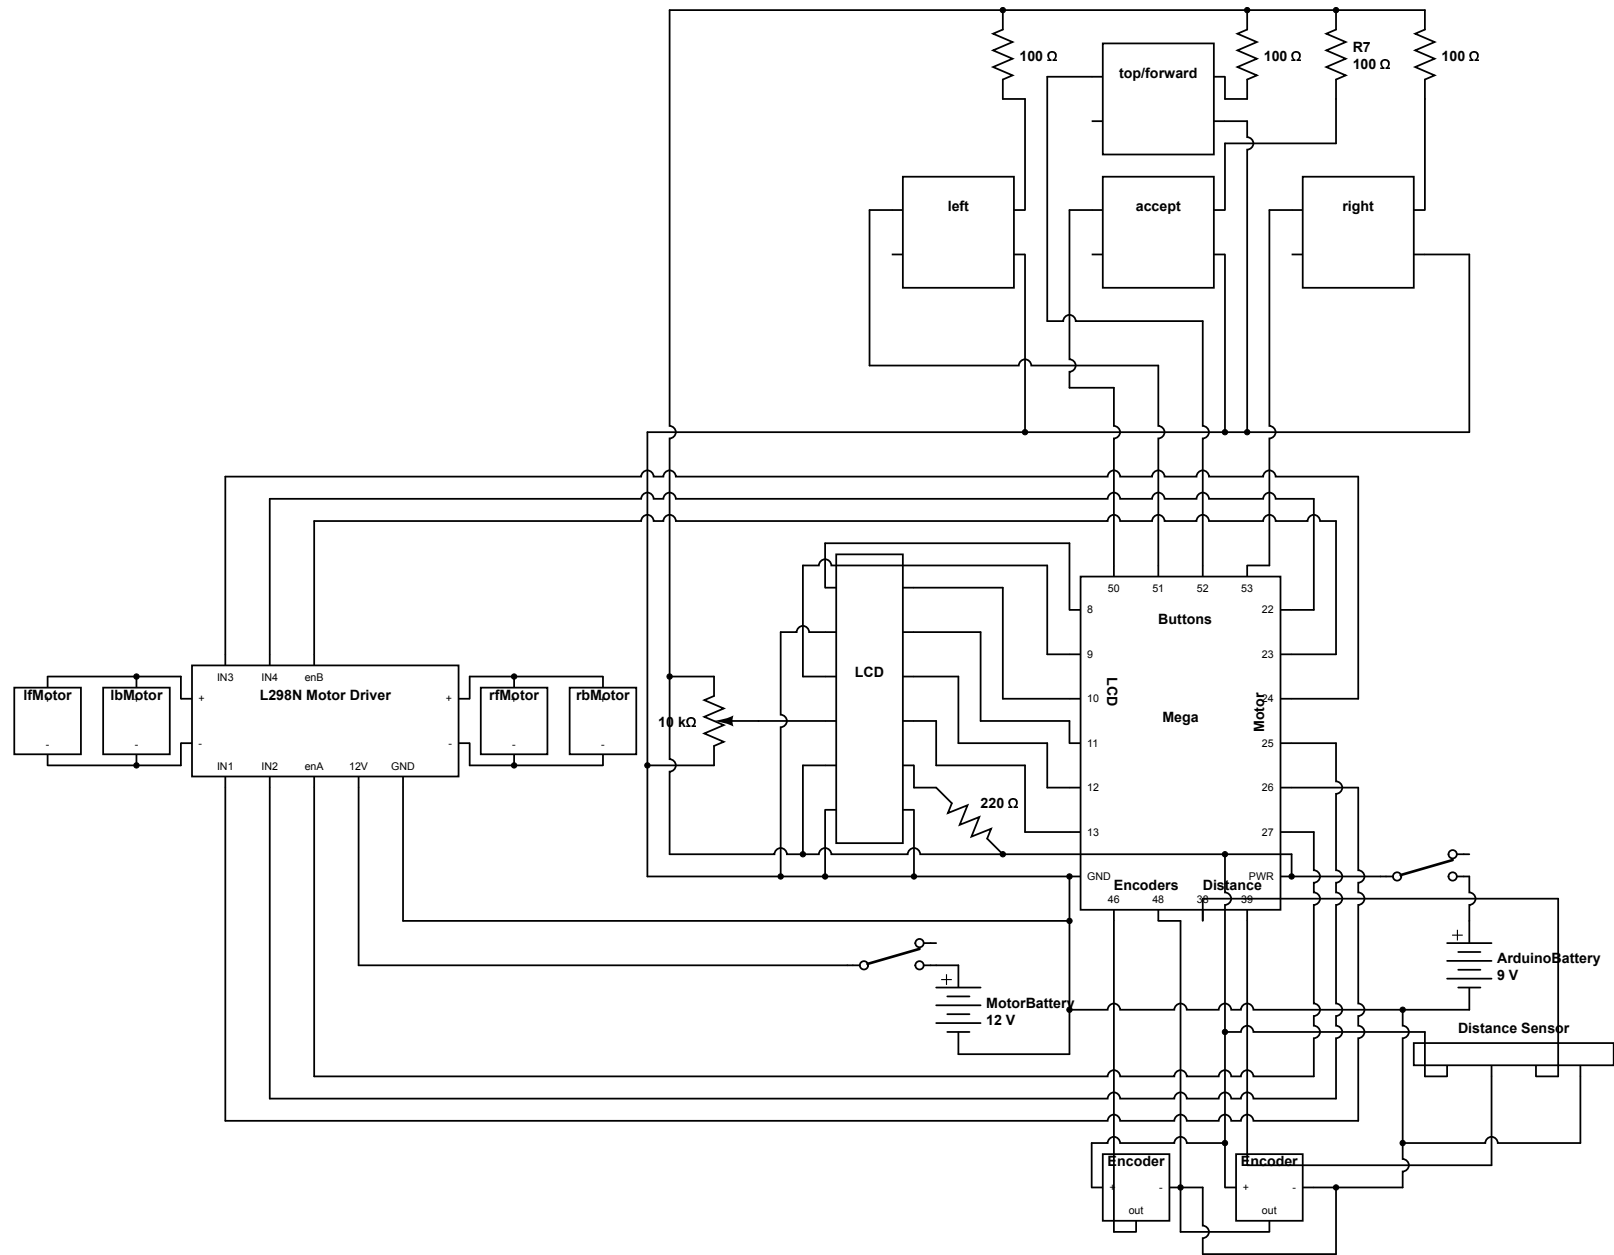 100 Ω
top/forward
100 Ω
R7
100 Ω
100 Ω
left
accept
right
50 51 52 53
Buttons
8
22
9
23
LCD
LCD
10
24
Motor
Mega
11
25
12
26
13
27
GND
PWR
Encoders
Distance
46 48 38 39
IN3 IN4 enB
L298N Motor Driver
lfMotor
lbMotor
rfMotor
rbMotor
+
+
-
-
-
-
-
-
IN1 IN2 enA 12V GND
10 kΩ
220 Ω
+
MotorBattery
12 V
+
ArduinoBattery
9 V
Distance Sensor
Encoder
+ -
out
Encoder
+ -
out